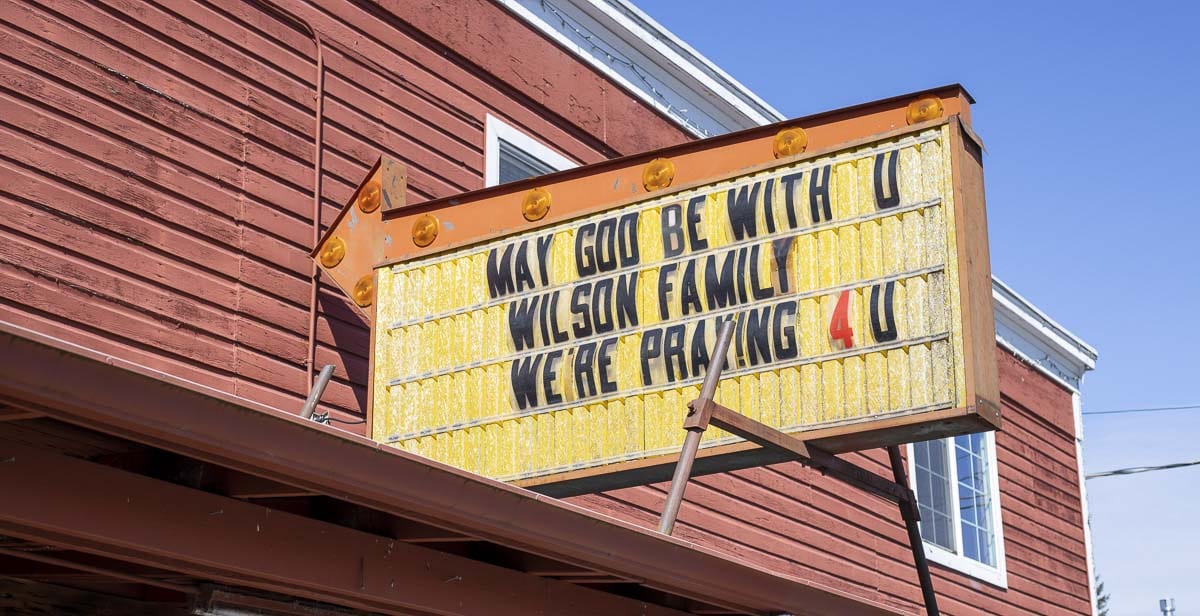 MAY GOD BE WITH U
WILSON FAMILY
WE'RE PRAYING 4 U